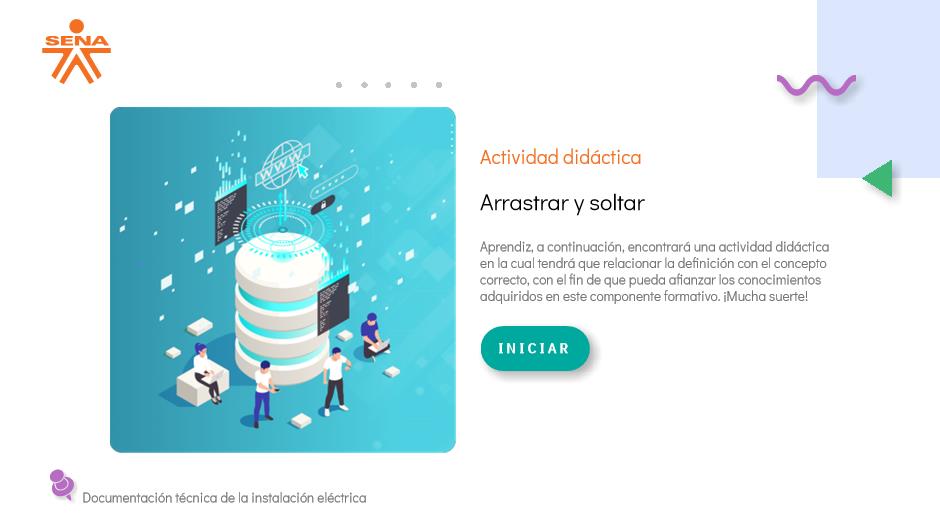 SENA
WWW
Actividad didáctica
Arrastrar y soltar
Aprendiz, a continuación, encontrará una actividad didáctica
en la cual tendrá que relacionar la definición con el concepto
correcto, con el fin de que pueda afianzar los conocimientos
adquiridos en este componente formativo. ¡Mucha suerte!
INICIAR
Documentación técnica de la instalación eléctrica